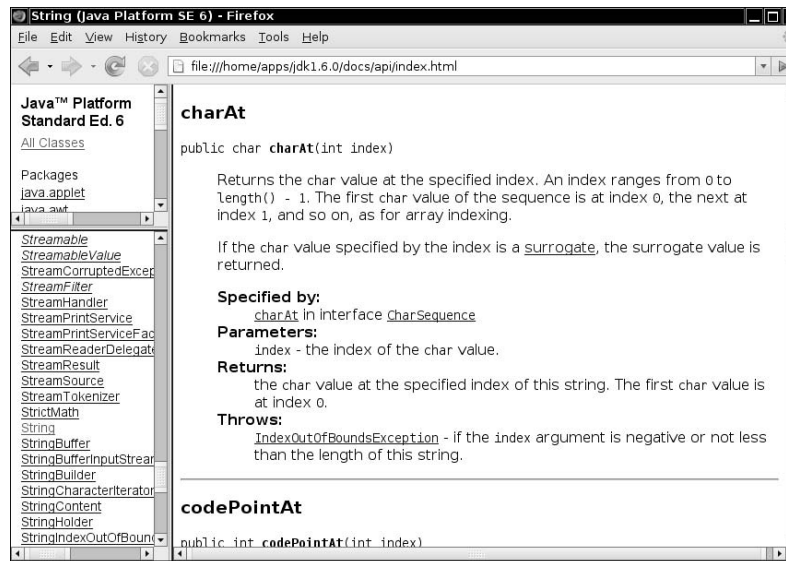 String (Java Platform SE 6) - Firefox
File Edit View History Bookmarks Tools Help
file:///home/apps/jdk1.6.0/docs/api/index.html
Java™ Platform
Standard Ed. 6
All Classes
Packages
java.applet
java.awt
Streamable
StreamableValue
StreamCorruptedExcep
StreamFilter
StreamHandler
StreamPrintService
StreamPrintServiceFac
StreamReaderDelegate
StreamResult
StreamSource
StreamTokenizer
StrictMath
String
StringBuffer
StringBufferInputStrear
StringBuilder
StringCharacterIterator
StringContent
StringHolder
StringIndexOutOfBound
charAt
public char charAt(int index)
Returns the char value at the specified index. An index ranges from 0 to
length() - 1. The first char value of the sequence is at index 0, the next at
index 1, and so on, as for array indexing.
If the char value specified by the index is a surrogate, the surrogate value is
returned.
Specified by:
charAt in interface CharSequence
Parameters:
index - the index of the char value.
Returns:
the char value at the specified index of this string. The first char value is
at index 0.
Throws:
IndexOutOfBoundsException - if the index argument is negative or not less
than the length of this string.
codePointAt
public int codePointAt(int index)